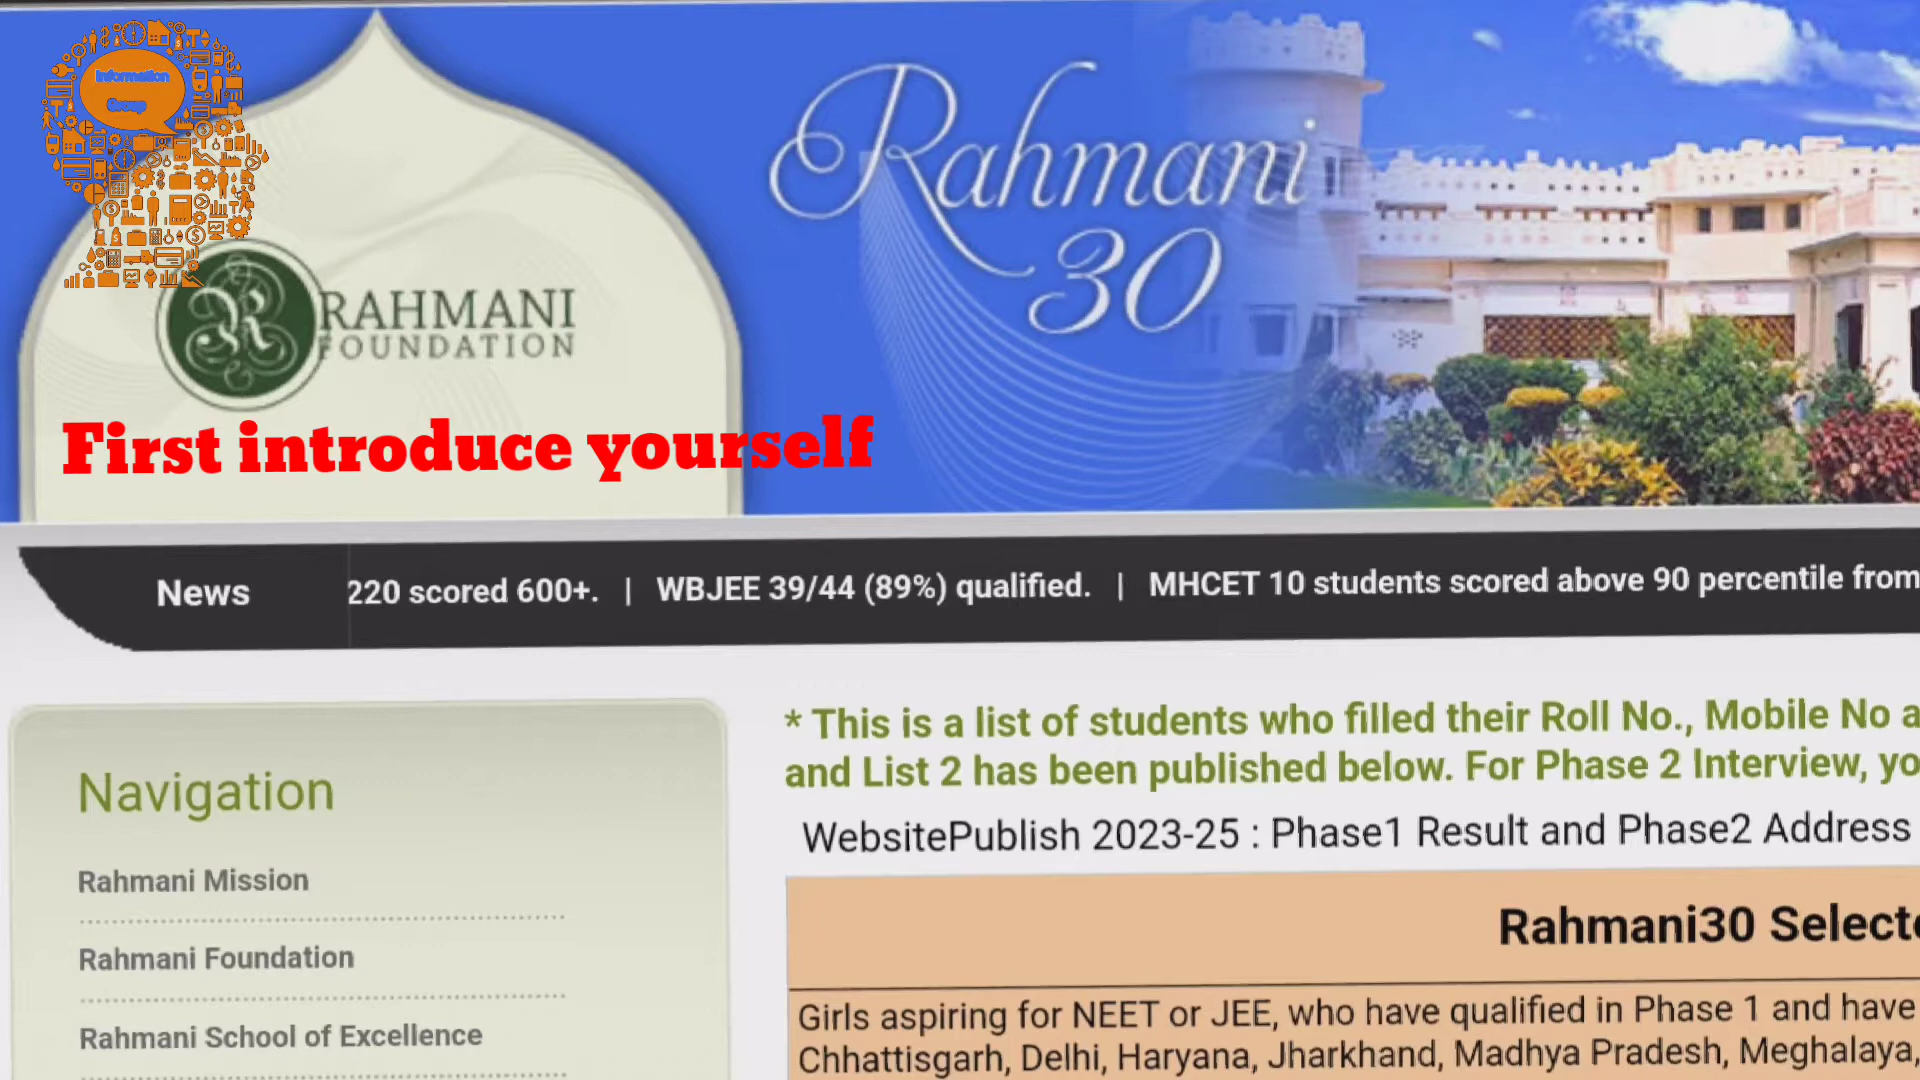 Information
Group
Rahmani
30
RAHMANI
FOUNDATION
First introduce yourself
News
220 scored 600+. | WBJEE 39/44 (89%) qualified. | MHCET 10 students scored above 90 percentile from
* This is a list of students who filled their Roll No., Mobile No a
and List 2 has been published below. For Phase 2 Interview, yo
WebsitePublish 2023-25 : Phase1 Result and Phase2 Address
Navigation
Rahmani Mission
Rahmani Foundation
Rahmani School of Excellence
Rahmani30 Selecte
Girls aspiring for NEET or JEE, who have qualified in Phase 1 and have
Chhattisgarh, Delhi, Haryana, Jharkhand, Madhya Pradesh, Meghalaya,